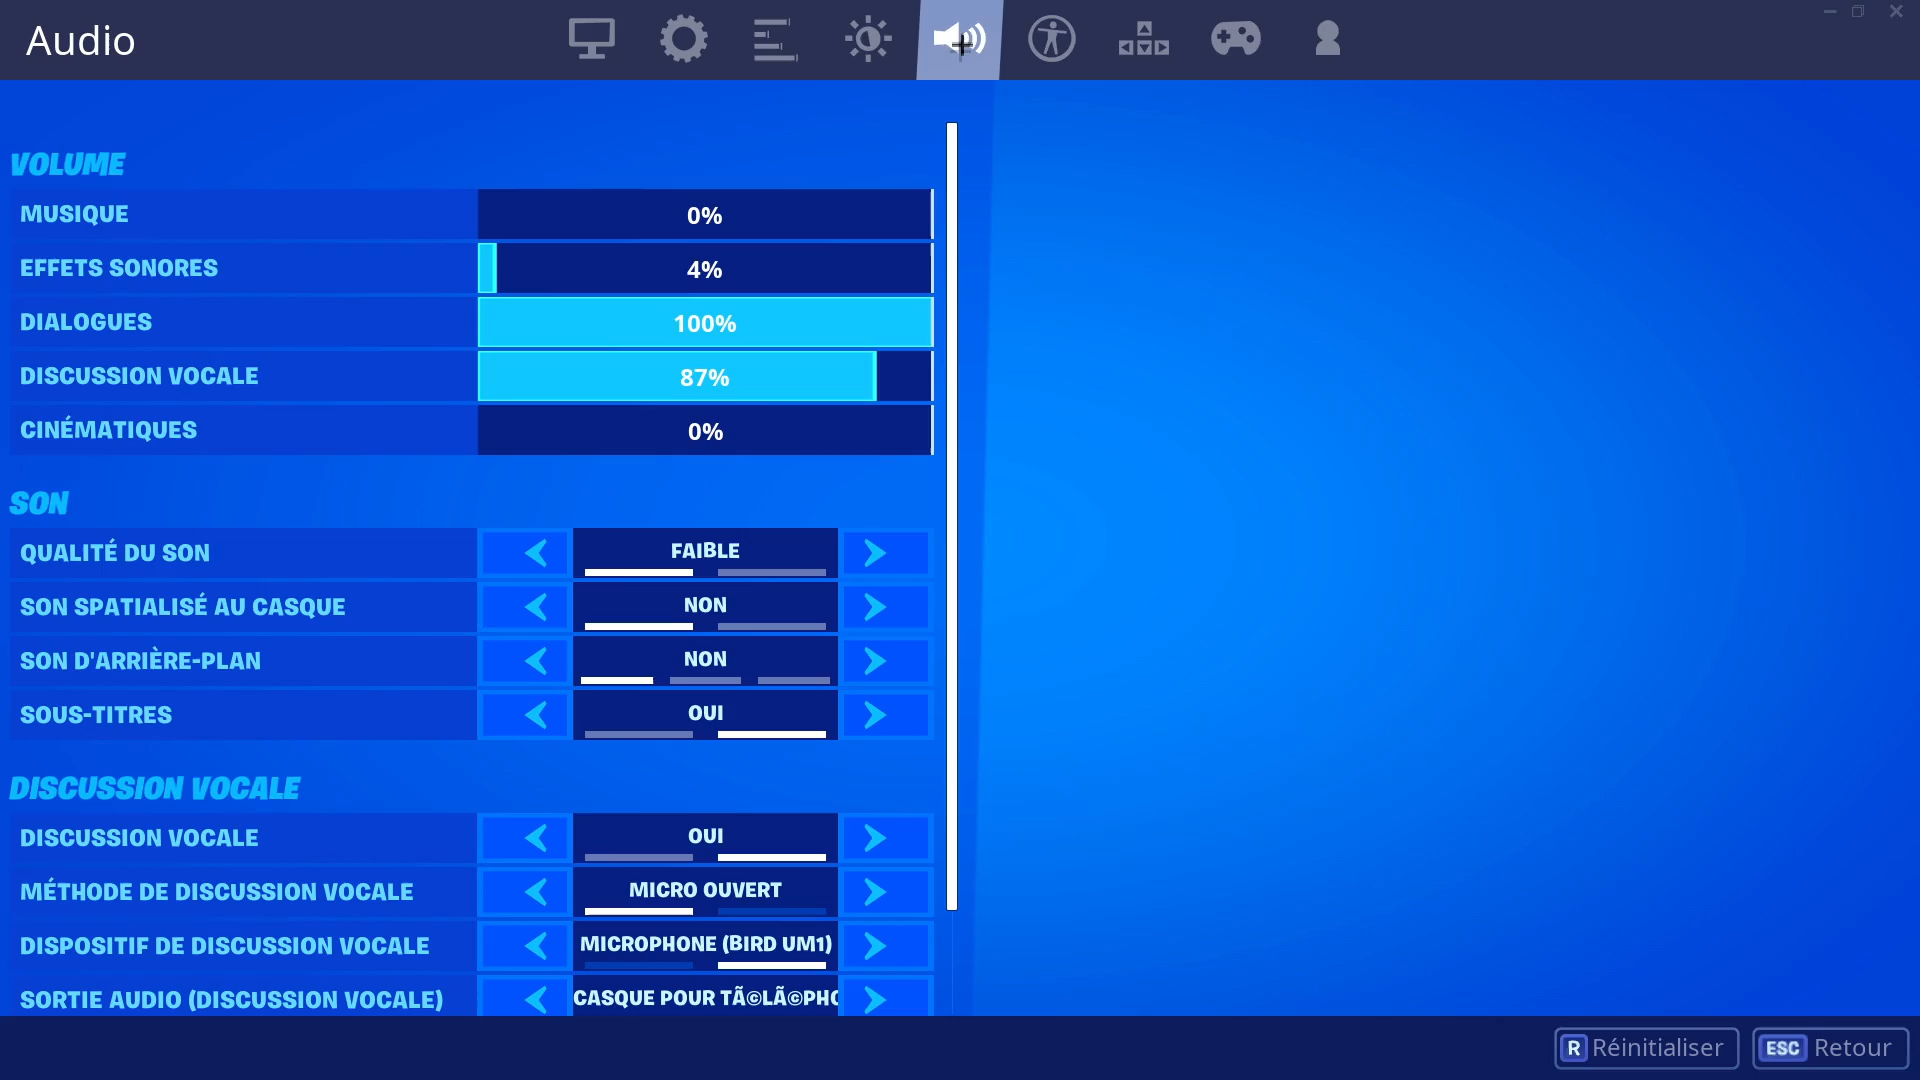 Audio
VOLUME
MUSIQUE 0%
EFFETS SONORES 4%
DIALOGUES 100%
DISCUSSION VOCALE 87%
CINÉMATIQUES 0%
SON
QUALITÉ DU SON FAIBLE
SON SPATIALISÉ AU CASQUE NON
SON D'ARRIÈRE-PLAN NON
SOUS-TITRES OUI
DISCUSSION VOCALE
DISCUSSION VOCALE OUI
MÉTHODE DE DISCUSSION VOCALE MICRO OUVERT
DISPOSITIF DE DISCUSSION VOCALE MICROPHONE (BIRD UM1)
SORTIE AUDIO (DISCUSSION VOCALE) CASQUE POUR TÃ©LÃ©PHO
R Réinitialiser ESC Retour